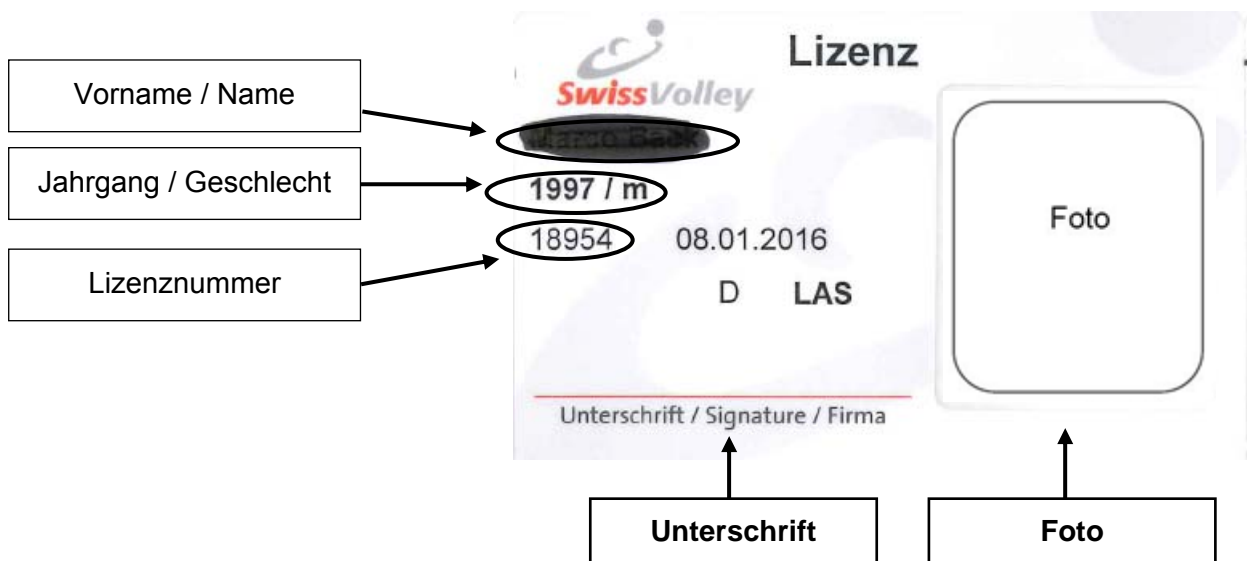 Lizenz
SwissVolley
Vorname / Name
Jahrgang / Geschlecht
1997 / m
Foto
18954 08.01.2016
Lizenznummer
D LAS
Unterschrift / Signature / Firma
Unterschrift
Foto